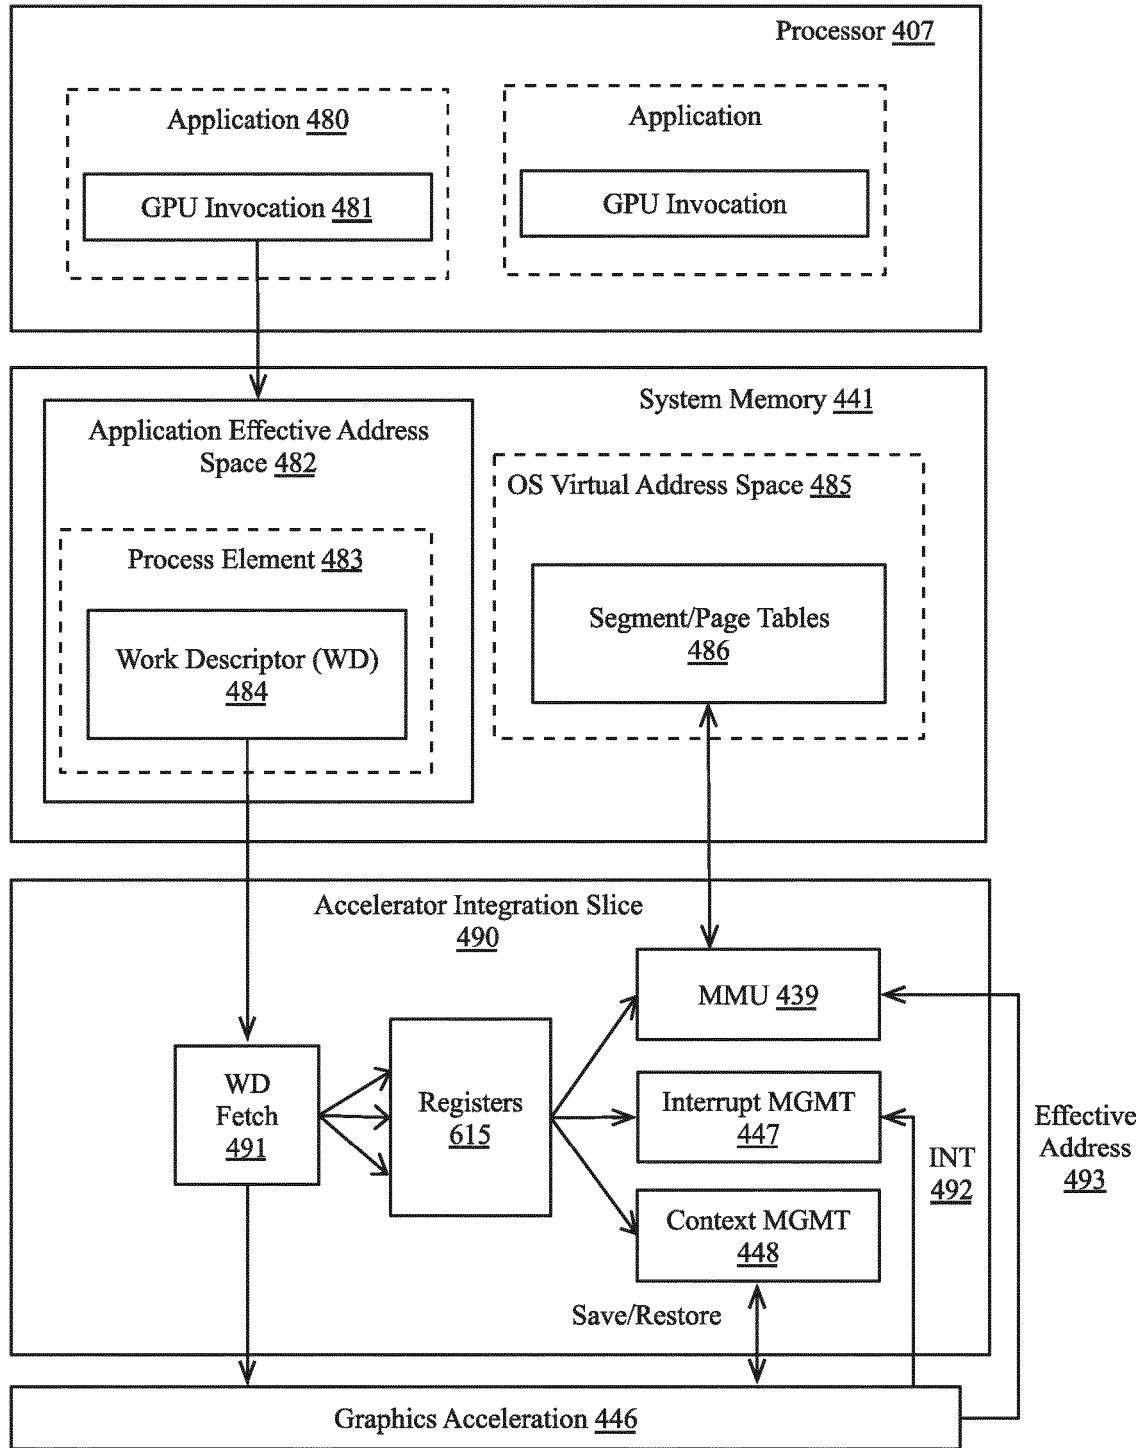 Processor 407
Application 480
Application
GPU Invocation 481
GPU Invocation
System Memory 441
Application Effective Address
Space 482
OS Virtual Address Space 485
Process Element 483
Segment/Page Tables
486
Work Descriptor (WD)
484
Accelerator Integration Slice
490
MMU 439
WD
Fetch
491
Registers
615
Interrupt MGMT
447
Effective
Address
493
INT
492
Context MGMT
448
Save/Restore
Graphics Acceleration 446